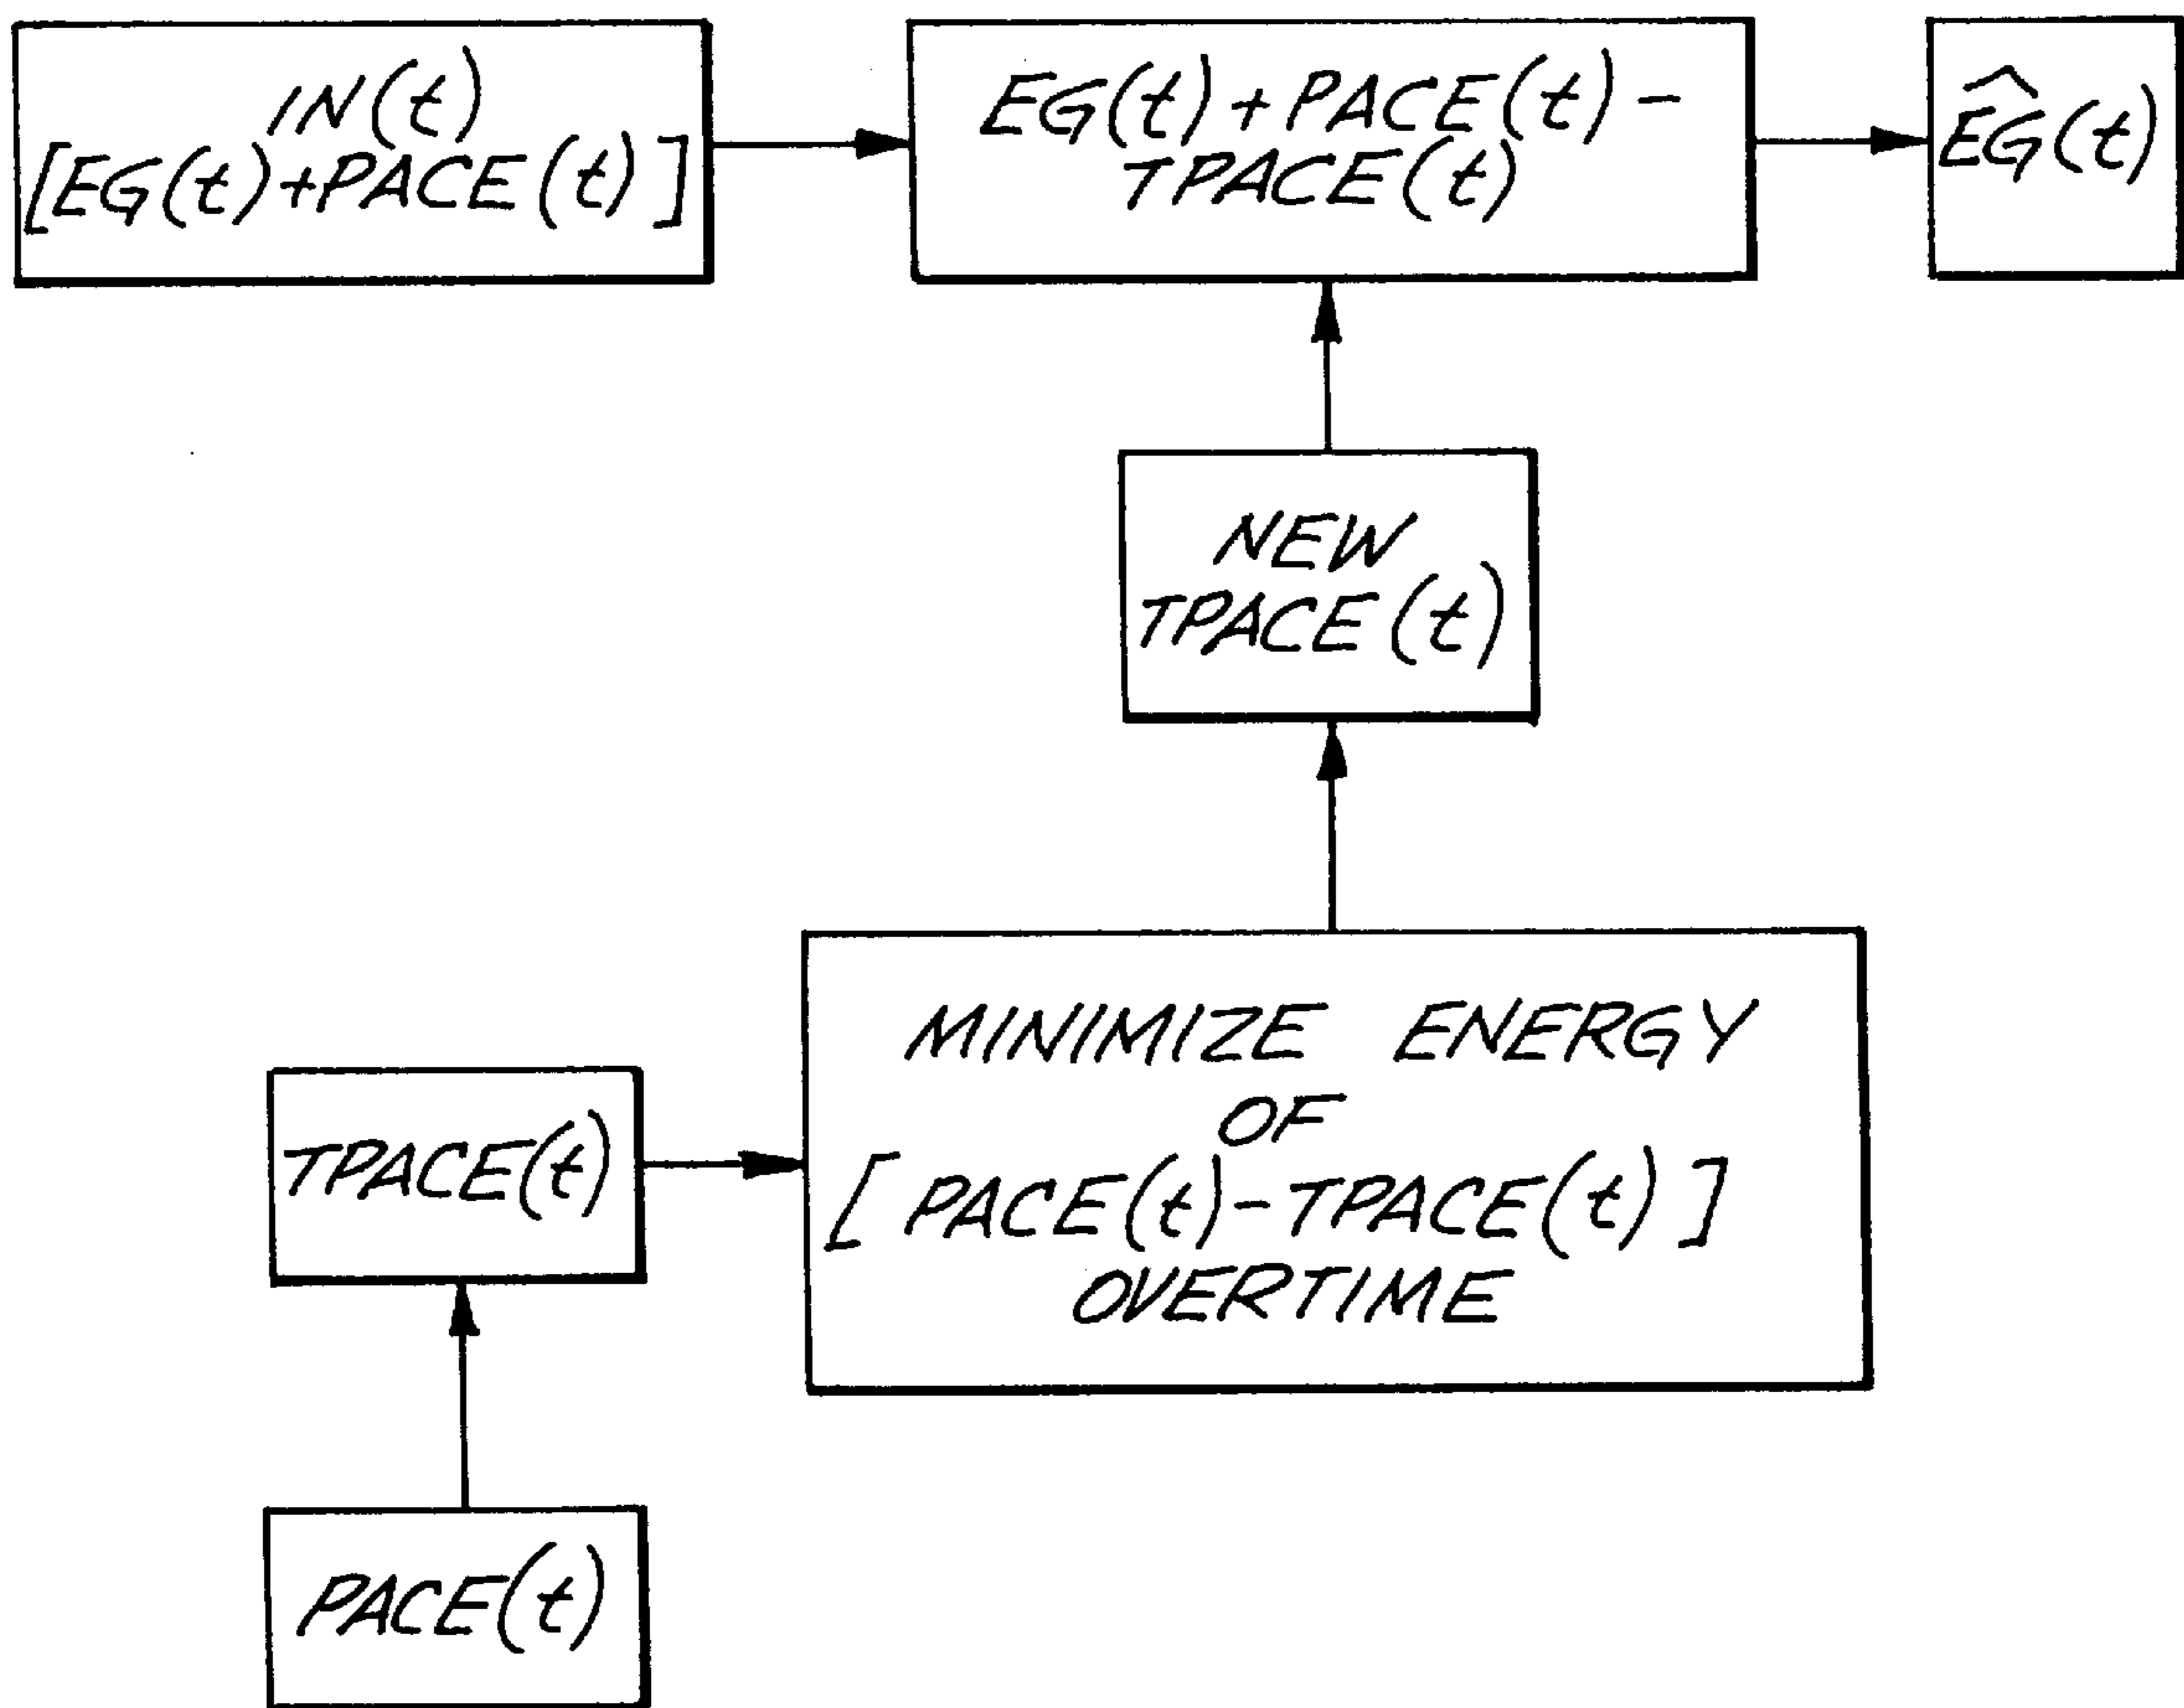 IN(t)
[EG(t)+PACE(t)]
EG(t)+PACE(t)-
TPACE(t)
ÊG(t)
NEW
TPACE(t)
MINIMIZE ENERGY
OF
[PACE(t)-TPACE(t)]
OVERTIME
TPACE(t)
PACE(t)